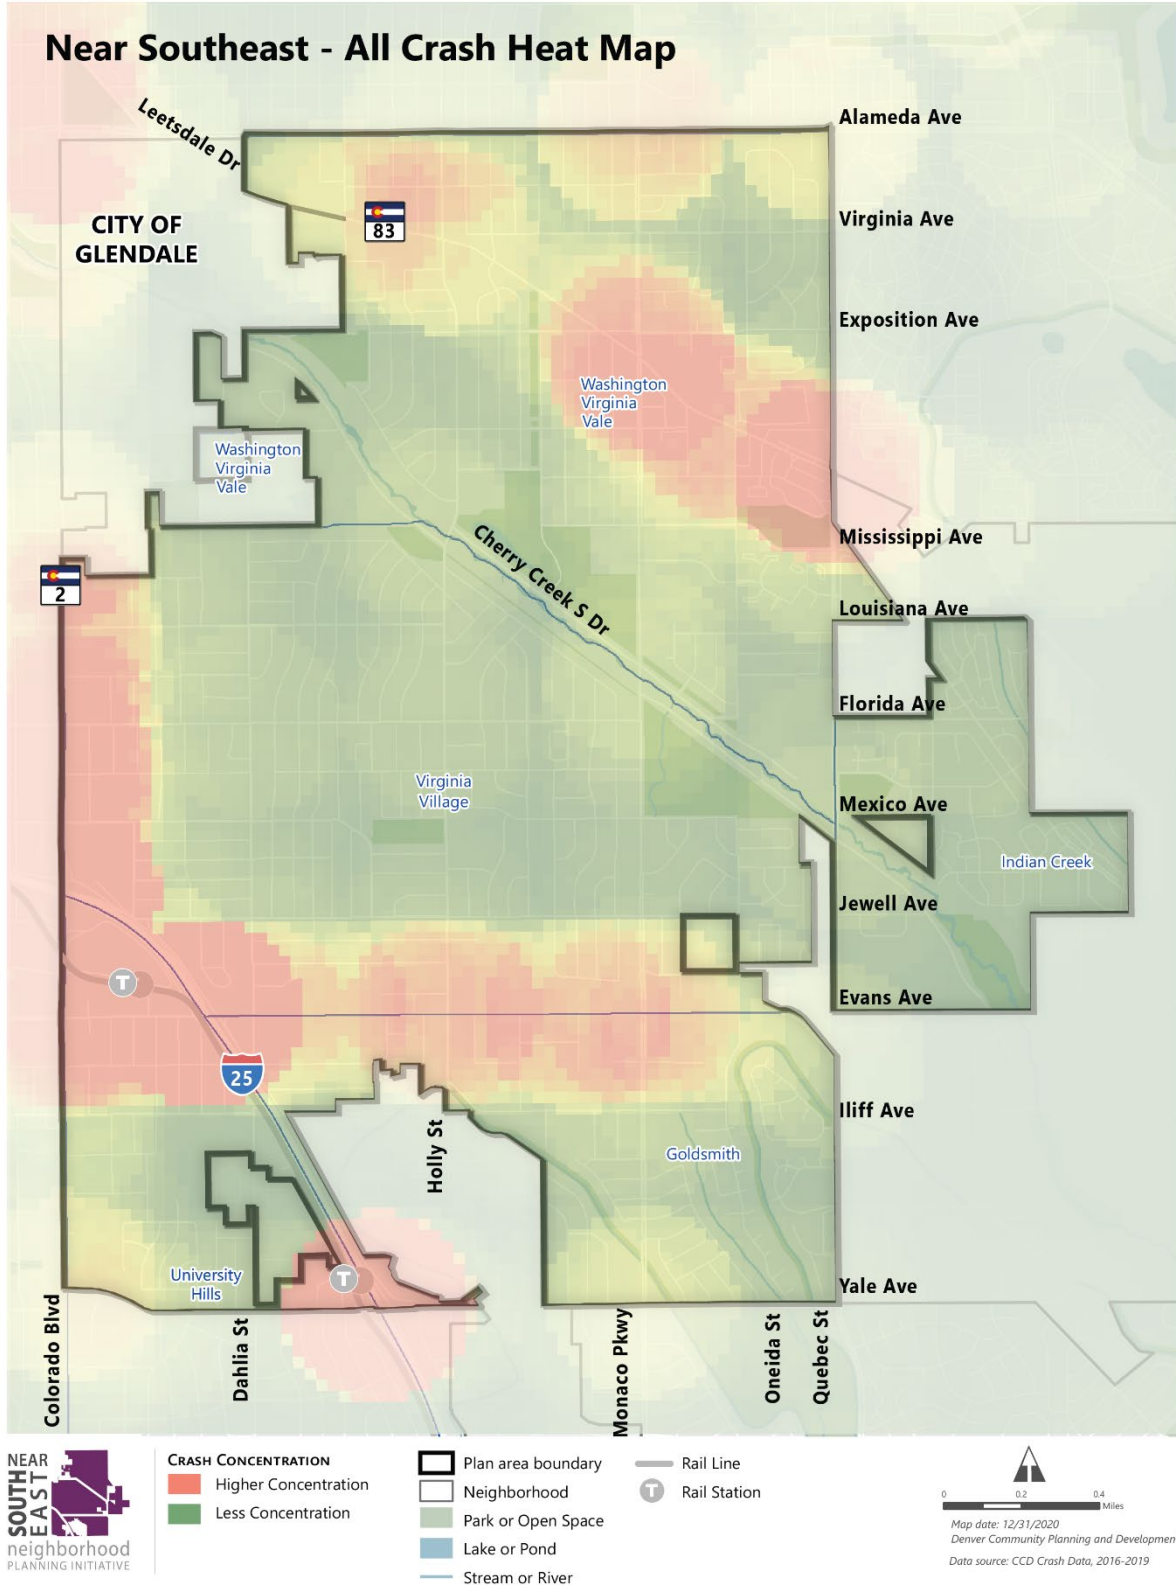 Near Southeast - All Crash Heat Map
Leetsdale Dr
Alameda Ave
CITY OF
GLENDALE
83
Virginia Ave
Exposition Ave
Washington
Virginia
Vale
Washington
Virginia
Vale
Cherry Creek S Dr
Mississippi Ave
2
Louisiana Ave
Florida Ave
Virginia
Village
Mexico Ave
Indian Creek
Jewell Ave
T
Evans Ave
25
Iliff Ave
Holly St
Goldsmith
University
Hills
T
Yale Ave
Colorado Blvd
Dahlia St
Monaco Pkwy
Oneida St
Quebec St
NEAR
SOUTH
EAST
neighborhood
PLANNING INITIATIVE
CRASH CONCENTRATION
Higher Concentration
Less Concentration
Plan area boundary
Neighborhood
Park or Open Space
Lake or Pond
Stream or River
Rail Line
T Rail Station
0 0.2 0.4
Miles
Map date: 12/31/2020
Denver Community Planning and Developmen
Data source: CCD Crash Data, 2016-2019